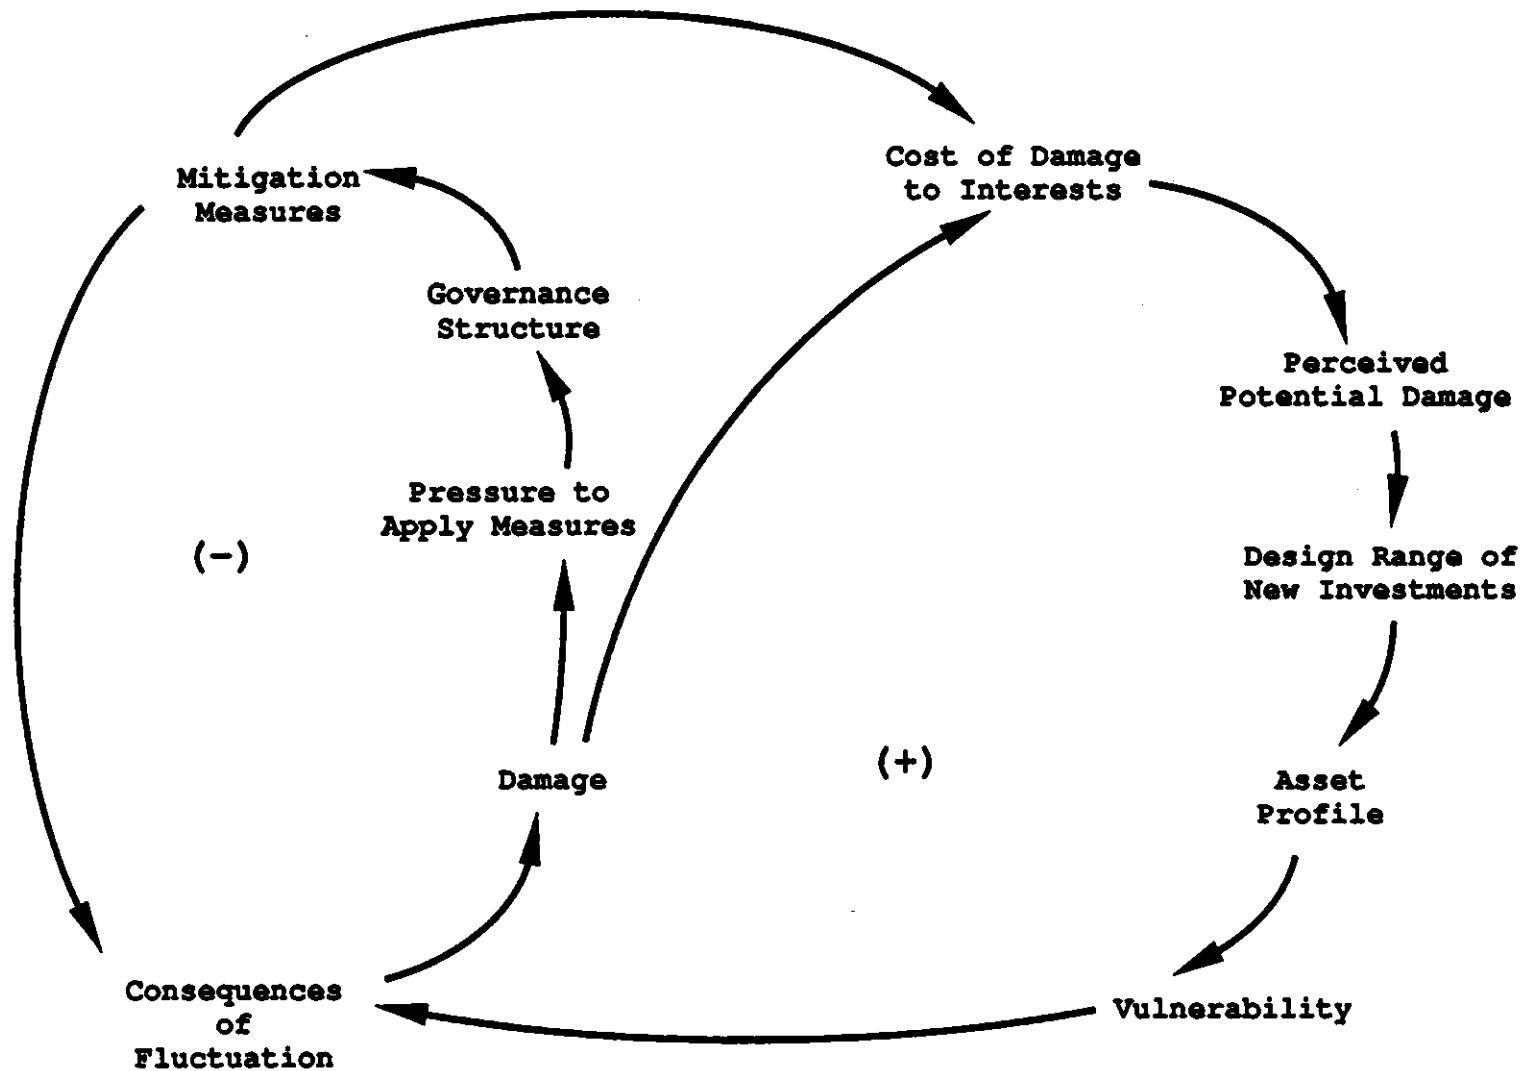 Cost of Damage
to Interests
Mitigation
Measures
Governance
Structure
Perceived
Potential Damage
Pressure to
Apply Measures
(-)
Design Range of
New Investments
Damage
(+)
Asset
Profile
Consequences
of
Fluctuation
Vulnerability